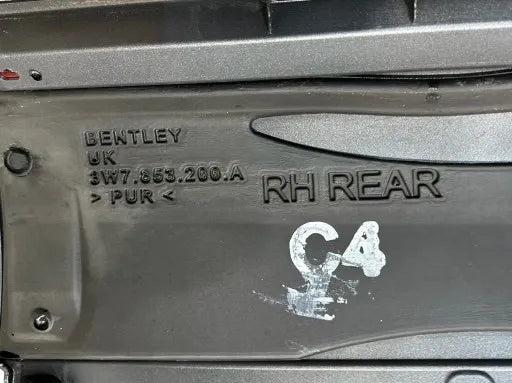 BENTLEY
UK
3W7.853.200.A
> PUR <
RH REAR
C4